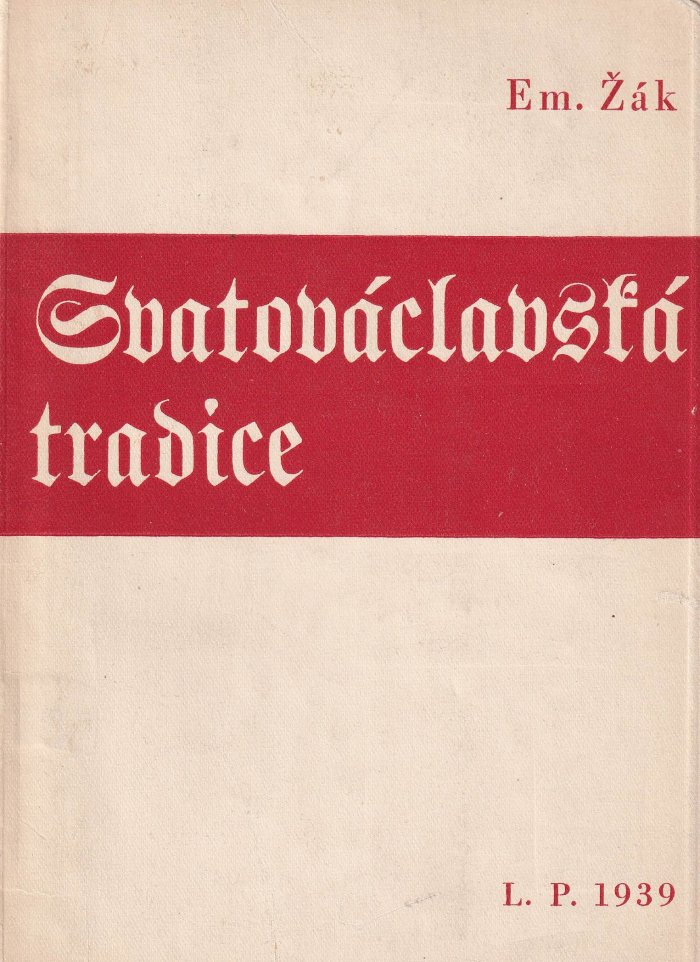 Em. Žák
Svatováclavská
tradice
L. P. 1939